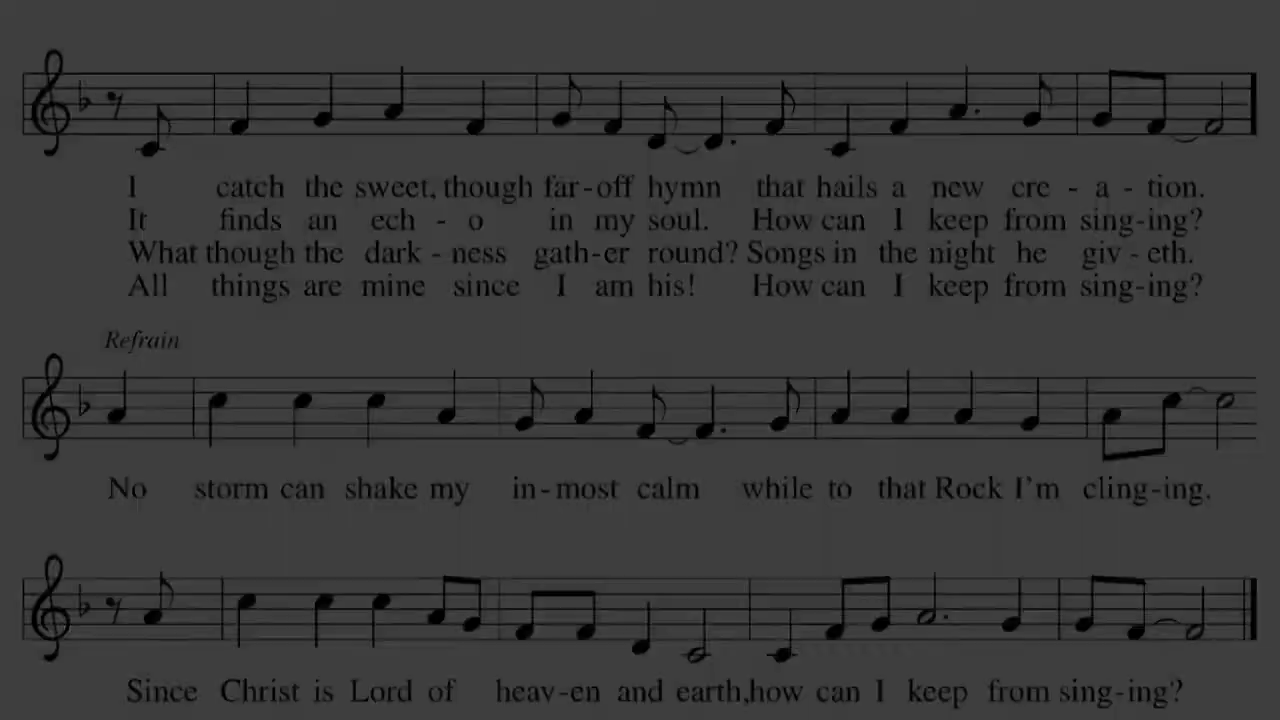 I catch the sweet, though far-off hymn that hails a new cre - a - tion.
It finds an ech - o in my soul. How can I keep from sing-ing?
What though the dark - ness gath-er round? Songs in the night he giv - eth.
All things are mine since I am his! How can I keep from sing-ing?
Refrain
No storm can shake my in-most calm while to that Rock I'm cling-ing.
Since Christ is Lord of heav-en and earth, how can I keep from sing-ing?